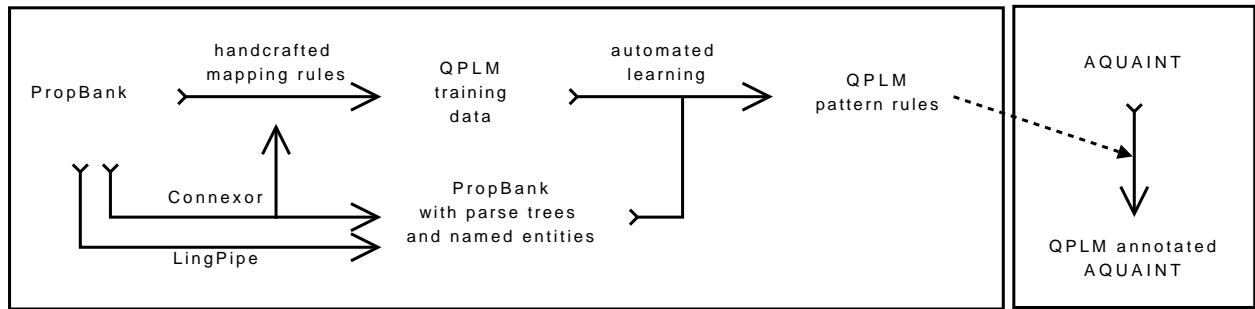 PropBank
handcrafted
mapping rules
QPLM
training
data
automated
learning
QPLM
pattern rules
Connexor
LingPipe
PropBank
with parse trees
and named entities
AQUAINT
QPLM annotated
AQUAINT